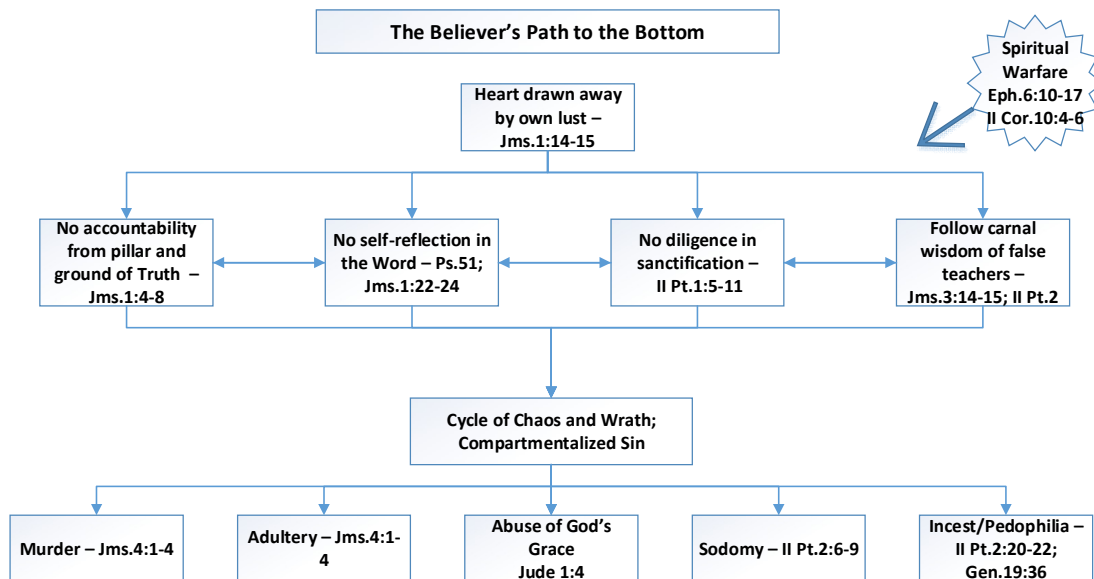 The Believer's Path to the Bottom
Spiritual
Warfare
Eph.6:10-17
II Cor.10:4-6
Heart drawn away
by own lust –
Jms.1:14-15
No accountability
from pillar and
ground of Truth –
Jms.1:4-8
No self-reflection in
the Word – Ps.51;
Jms.1:22-24
No diligence in
sanctification –
II Pt.1:5-11
Follow carnal
wisdom of false
teachers –
Jms.3:14-15; II Pt.2
Cycle of Chaos and Wrath;
Compartmentalized Sin
Murder – Jms.4:1-4
Adultery – Jms.4:1-
4
Abuse of God's
Grace
Jude 1:4
Sodomy – II Pt.2:6-9
Incest/Pedophilia –
II Pt.2:20-22;
Gen.19:36